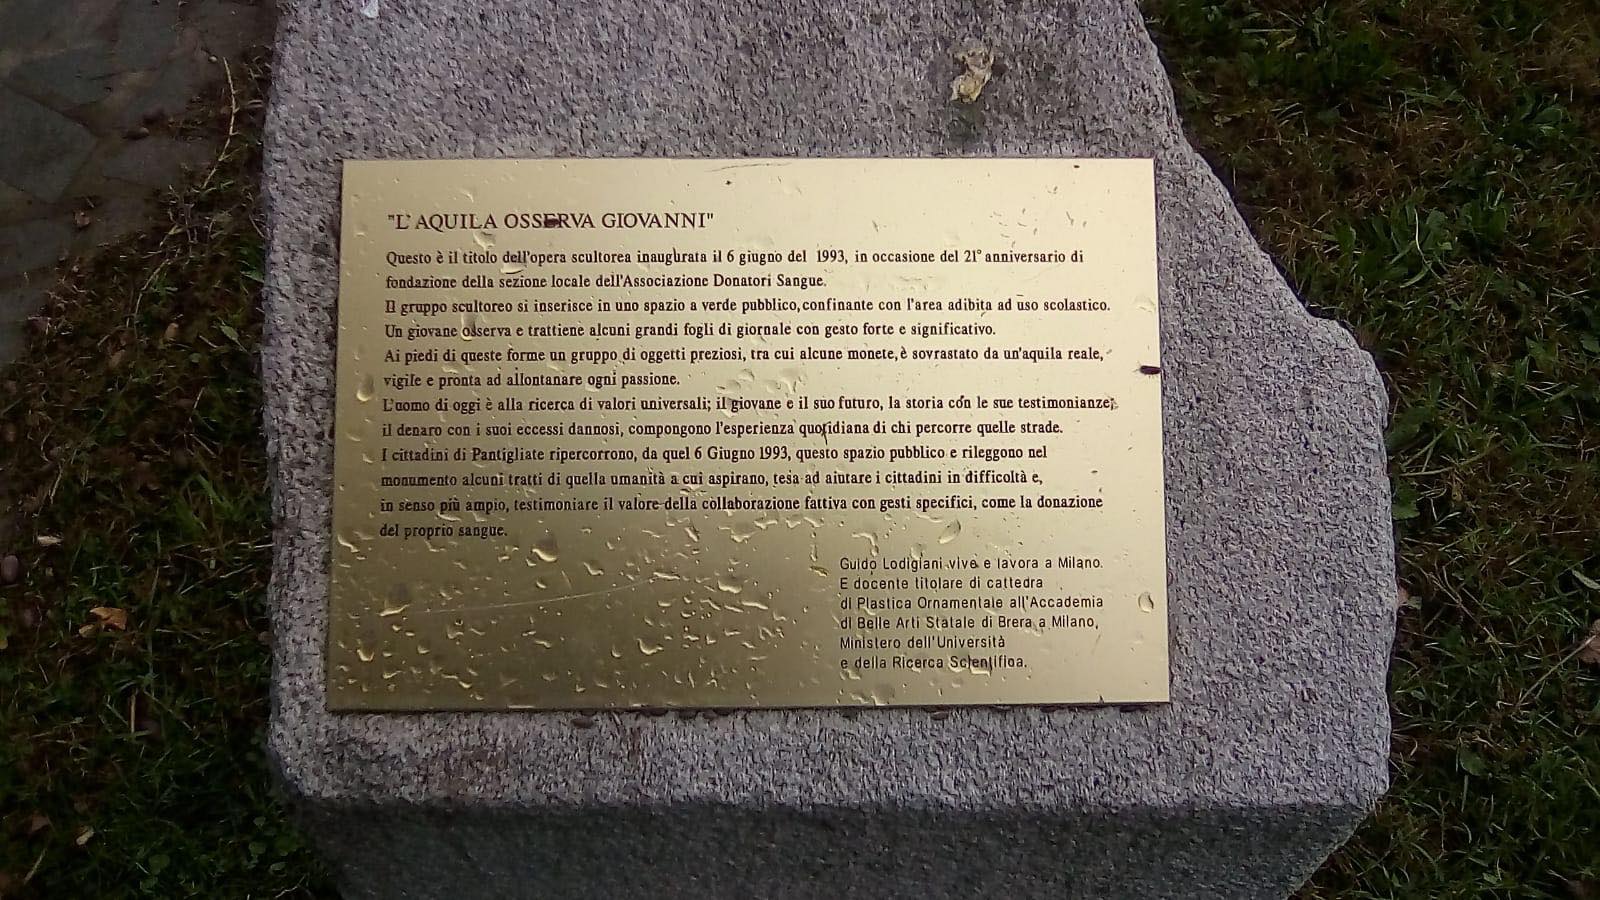 "L'AQUILA OSSERVA GIOVANNI"
Questo è il titolo dell'opera scultorea inaugurata il 6 giugno del 1993, in occasione del 21° anniversario di
fondazione della sezione locale dell'Associazione Donatori Sangue.
Il gruppo scultoreo si inserisce in uno spazio a verde pubblico, confinante con l'area adibita ad uso scolastico.
Un giovane osserva e trattiene alcuni grandi fogli di giornale con gesto forte e significativo.
Ai piedi di queste forme un gruppo di oggetti preziosi, tra cui alcune monete, è sovrastato da un'aquila reale,
vigile e pronta ad allontanare ogni passione.
L'uomo di oggi è alla ricerca di valori universali; il giovane e il suo futuro, la storia con le sue testimonianze;
il denaro con i suoi eccessi dannosi, compongono l'esperienza quotidiana di chi percorre quelle strade.
I cittadini di Pantigliate ripercorrono, da quel 6 Giugno 1993, questo spazio pubblico e rileggono nel
monumento alcuni tratti di quella umanità a cui aspirano, tesa ad aiutare i cittadini in difficoltà e,
in senso più ampio, testimoniare il valore della collaborazione fattiva con gesti specifici, come la donazione
del proprio sangue.
Guido Lodigiani vive e lavora a Milano.
E docente titolare di cattedra
di Plastica Ornamentale all'Accademia
di Belle Arti Statale di Brera a Milano,
Ministero dell'Università
e della Ricerca Scientifica.